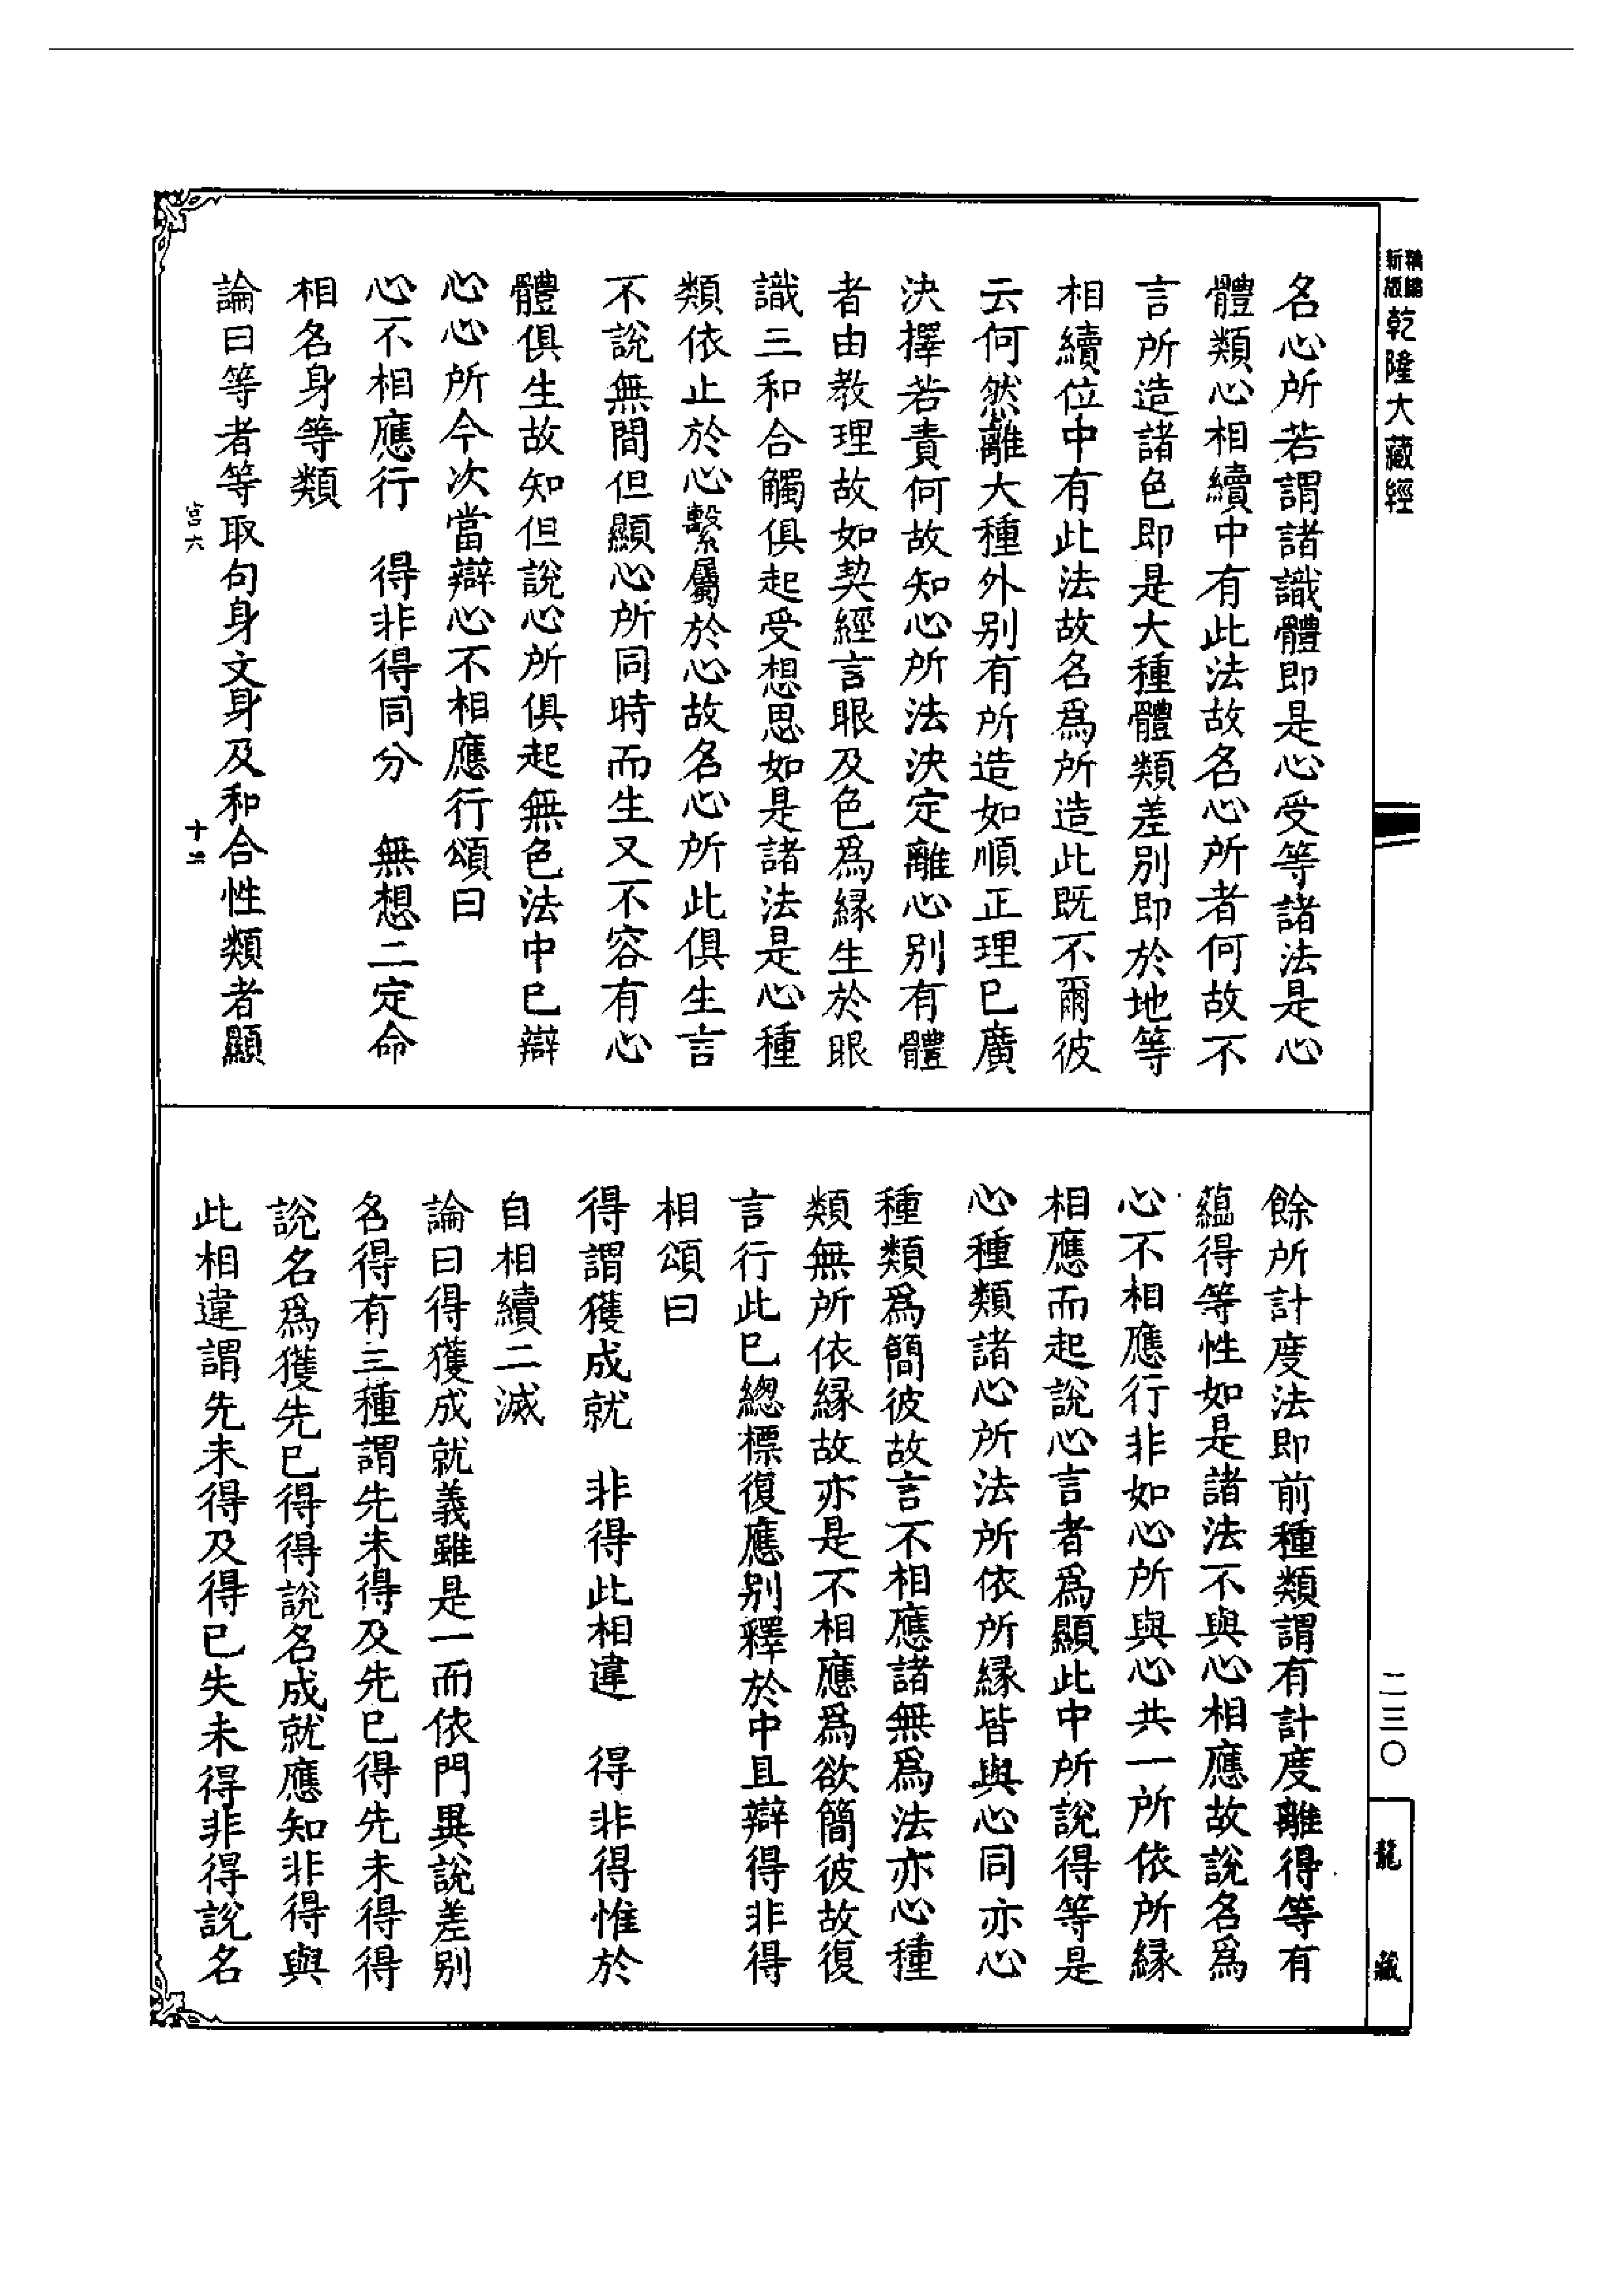 新編
縮版
乾隆大藏經
名心所若謂諸識體即是心受等諸法是心
體類心相續中有此法故名心所者何故不
言所造諸色即是大種體類差別即於地等
相續位中有此法故名爲所造此既不爾彼
云何然離大種外別有所造如順正理已廣
決擇若責何故知心所法決定離心別有體
者由教理故如契經言眼及色爲緣生於眼
識三和合觸俱起受想思如是諸法是心種
類依止於心繫屬於心故名心所此俱生言
不說無間但顯心所同時而生又不容有心
體俱生故知但說心所俱起無色法中已辯
心心所今次當辯心不相應行頌曰
心不相應行　得非得同分　無想二定命
相名身等類
論曰等者等取句身文身及和合性類者顯
宮六
餘所計度法即前種類謂有計度離得等有
蘊得等性如是諸法不與心相應故說名爲
心不相應行非如心所與心共一所依所緣
相應而起說心言者爲顯此中所說得等是
心種類諸心所法所依所緣皆與心同亦心
種類爲簡彼故言不相應諸無爲法亦心種
類無所依緣故亦是不相應爲欲簡彼故復
言行此已總標復應別釋於中且辯得非得
相頌曰
得謂獲成就　非得此相違　得非得惟於
自相續二滅
論曰得獲成就義雖是一而依門異說差別
名得有三種謂先未得及先已得先未得得
說名爲獲先已得得說名成就應知非得與
此相違謂先未得及得已失未得非得說名
二三〇
龍藏